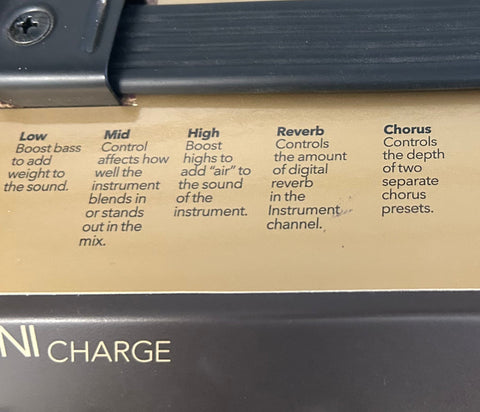 Low
Boost bass
to add
weight to
the sound.
Mid
Control
affects how
well the
instrument
blends in
or stands
out in the
mix.
High
Boost
highs to
add "air" to
the sound
of the
instrument.
Reverb
Controls
the amount
of digital
reverb
in the
Instrument
channel.
Chorus
Controls
the depth
of two
separate
chorus
presets.
NI CHARGE